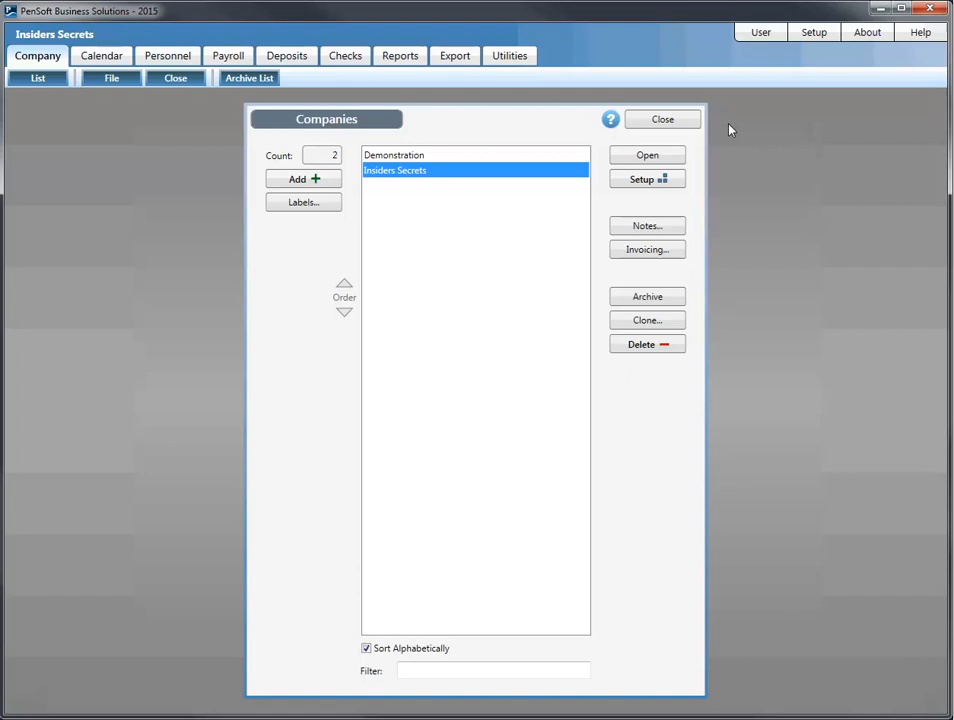 PenSoft Business Solutions - 2015
Insiders Secrets
User Setup About Help
Company Calendar Personnel Payroll Deposits Checks Reports Export Utilities
List File Close Archive List
Companies ? Close
Count: 2
Add
Labels...
Order
Demonstration
Insiders Secrets
Open
Setup
Notes...
Invoicing...
Archive
Clone...
Delete
Sort Alphabetically
Filter: